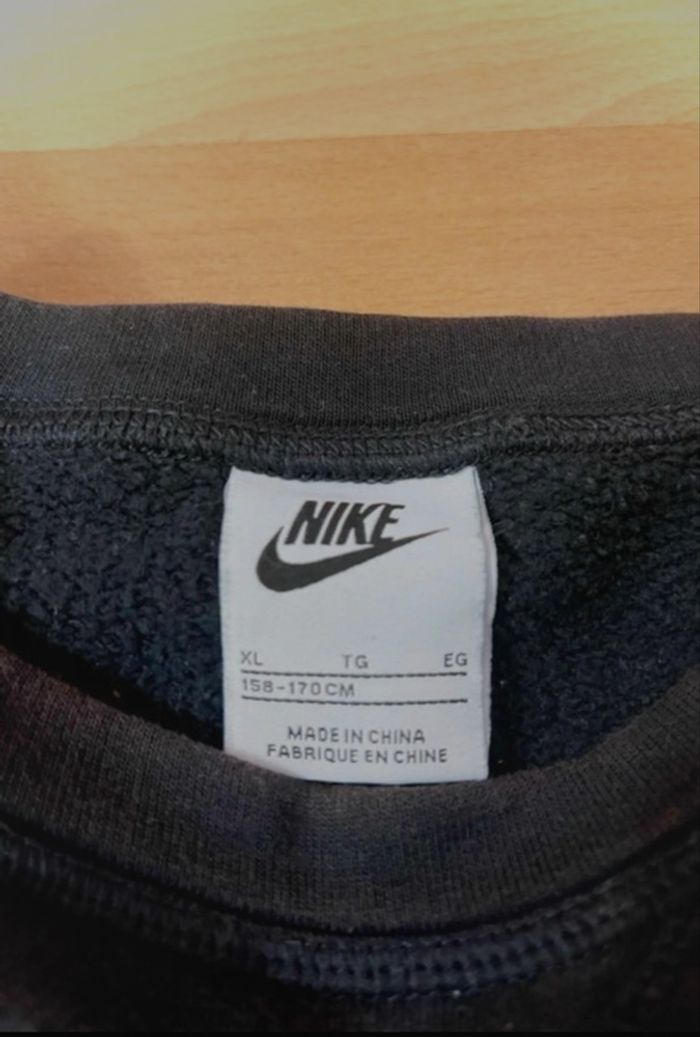 NIKE
XL TG EG
158-170CM
MADE IN CHINA
FABRIQUE EN CHINE